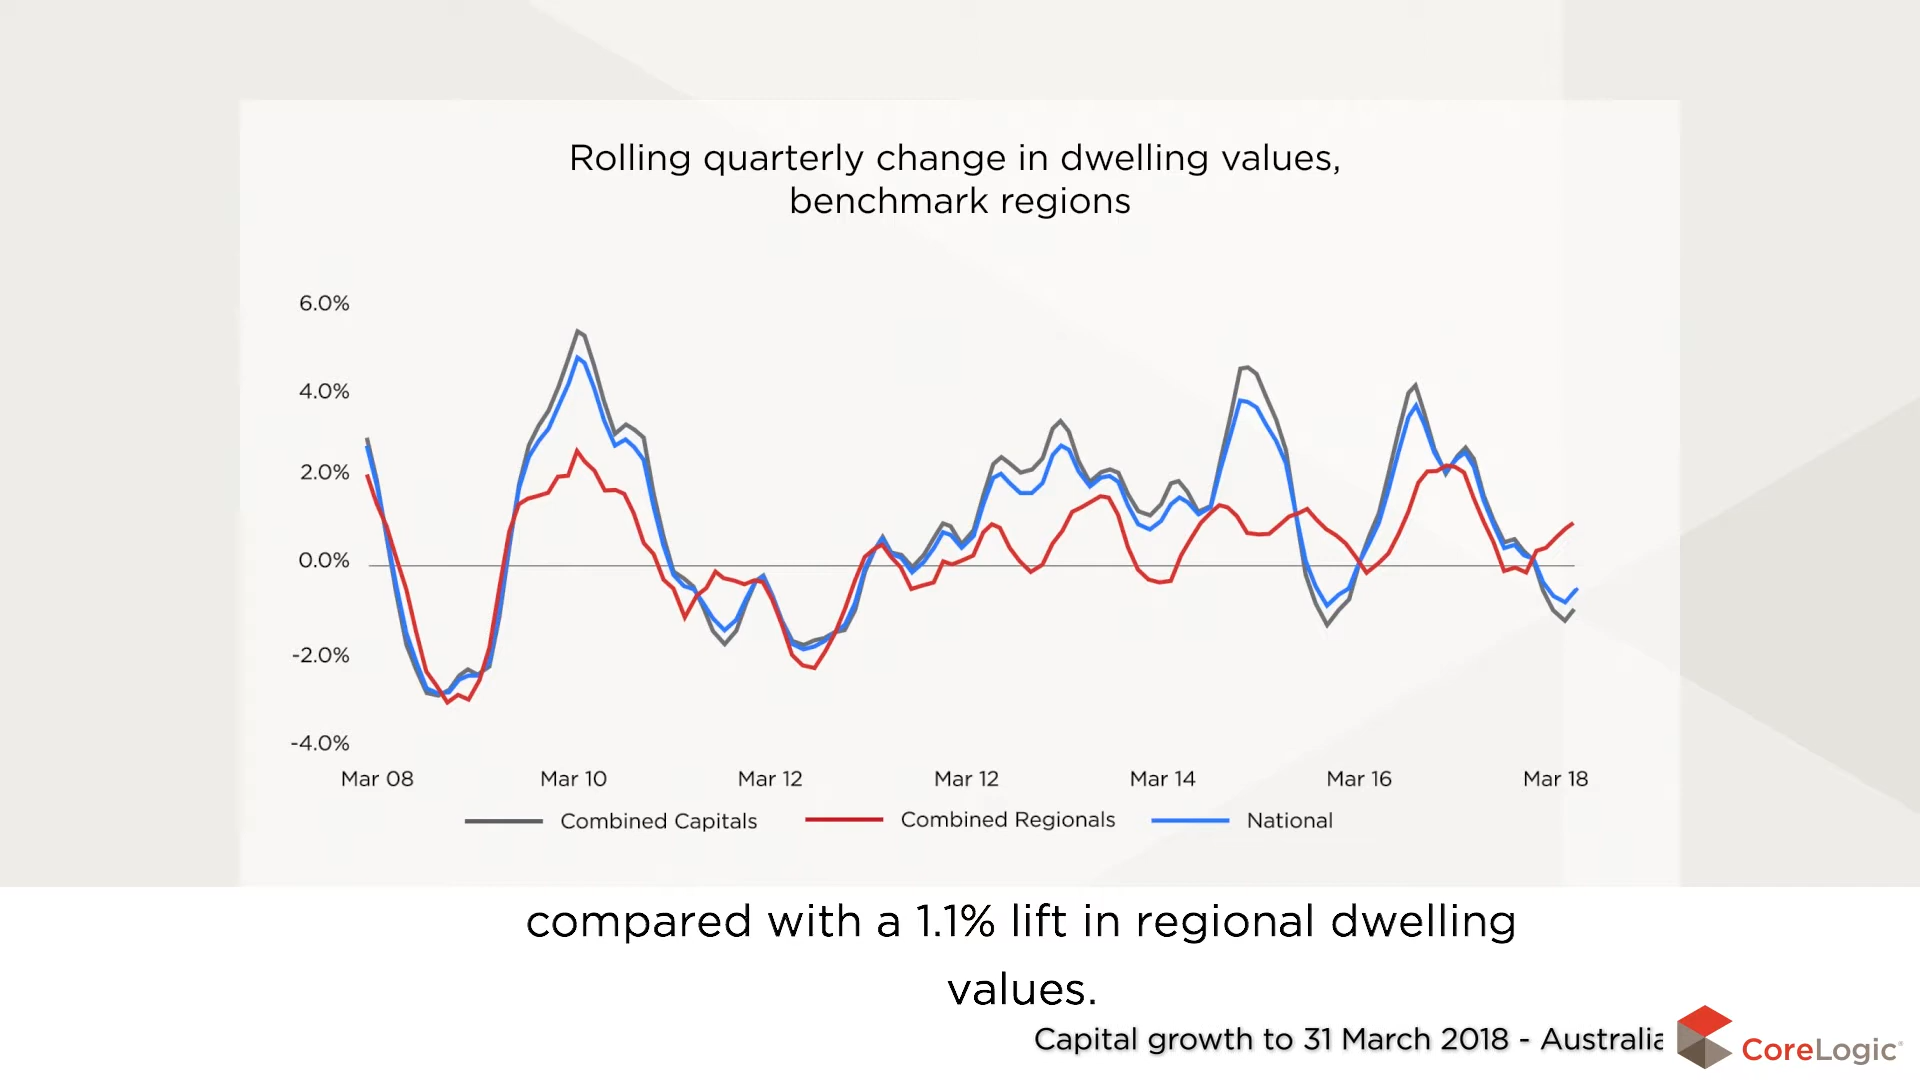 Rolling quarterly change in dwelling values,
benchmark regions
6.0%
4.0%
2.0%
0.0%
-2.0%
-4.0%
Mar 08 Mar 10 Mar 12 Mar 12 Mar 14 Mar 16 Mar 18
Combined Capitals Combined Regionals National
compared with a 1.1% lift in regional dwelling
values.
Capital growth to 31 March 2018 - Australia
CoreLogic